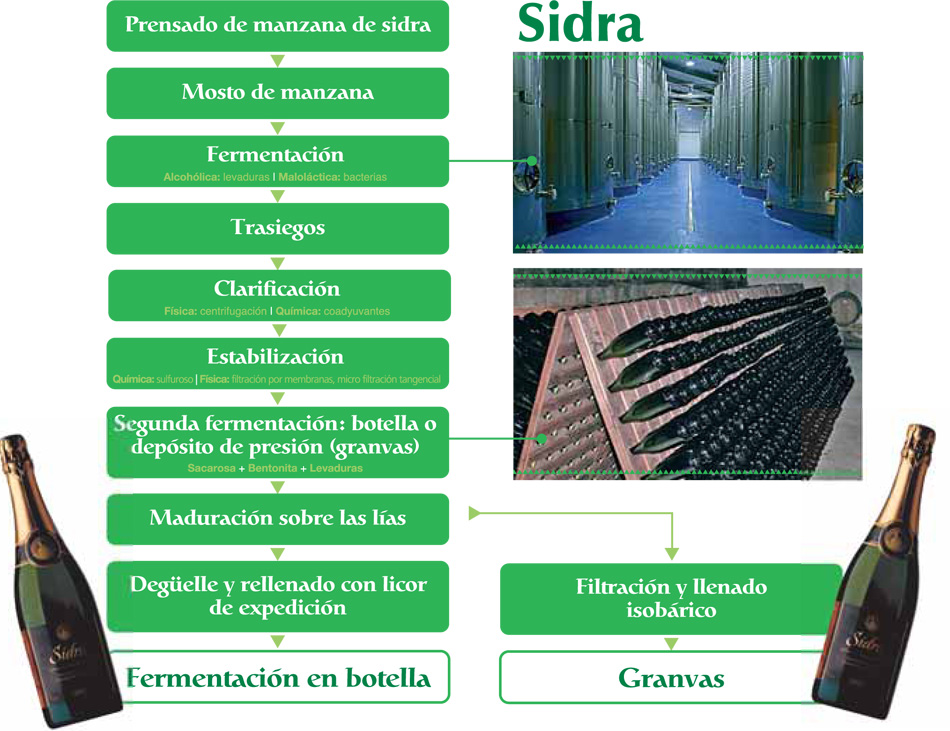 Sidra
Prensado de manzana de sidra
Mosto de manzana
Fermentación
Alcohólica: levaduras | Maloláctica: bacterias
Trasiegos
Clarificación
Física: centrifugación | Química: coadyuvantes
Estabilización
Química: sulfuroso | Física: filtración por membranas, micro filtración tangencial
Segunda fermentación: botella o
depósito de presión (granvas)
Sacarosa + Bentonita + Levaduras
Maduración sobre las lías
Degüelle y rellenado con licor
de expedición
Fermentación en botella
Filtración y llenado
isobárico
Granvas
Sidra
Sidra